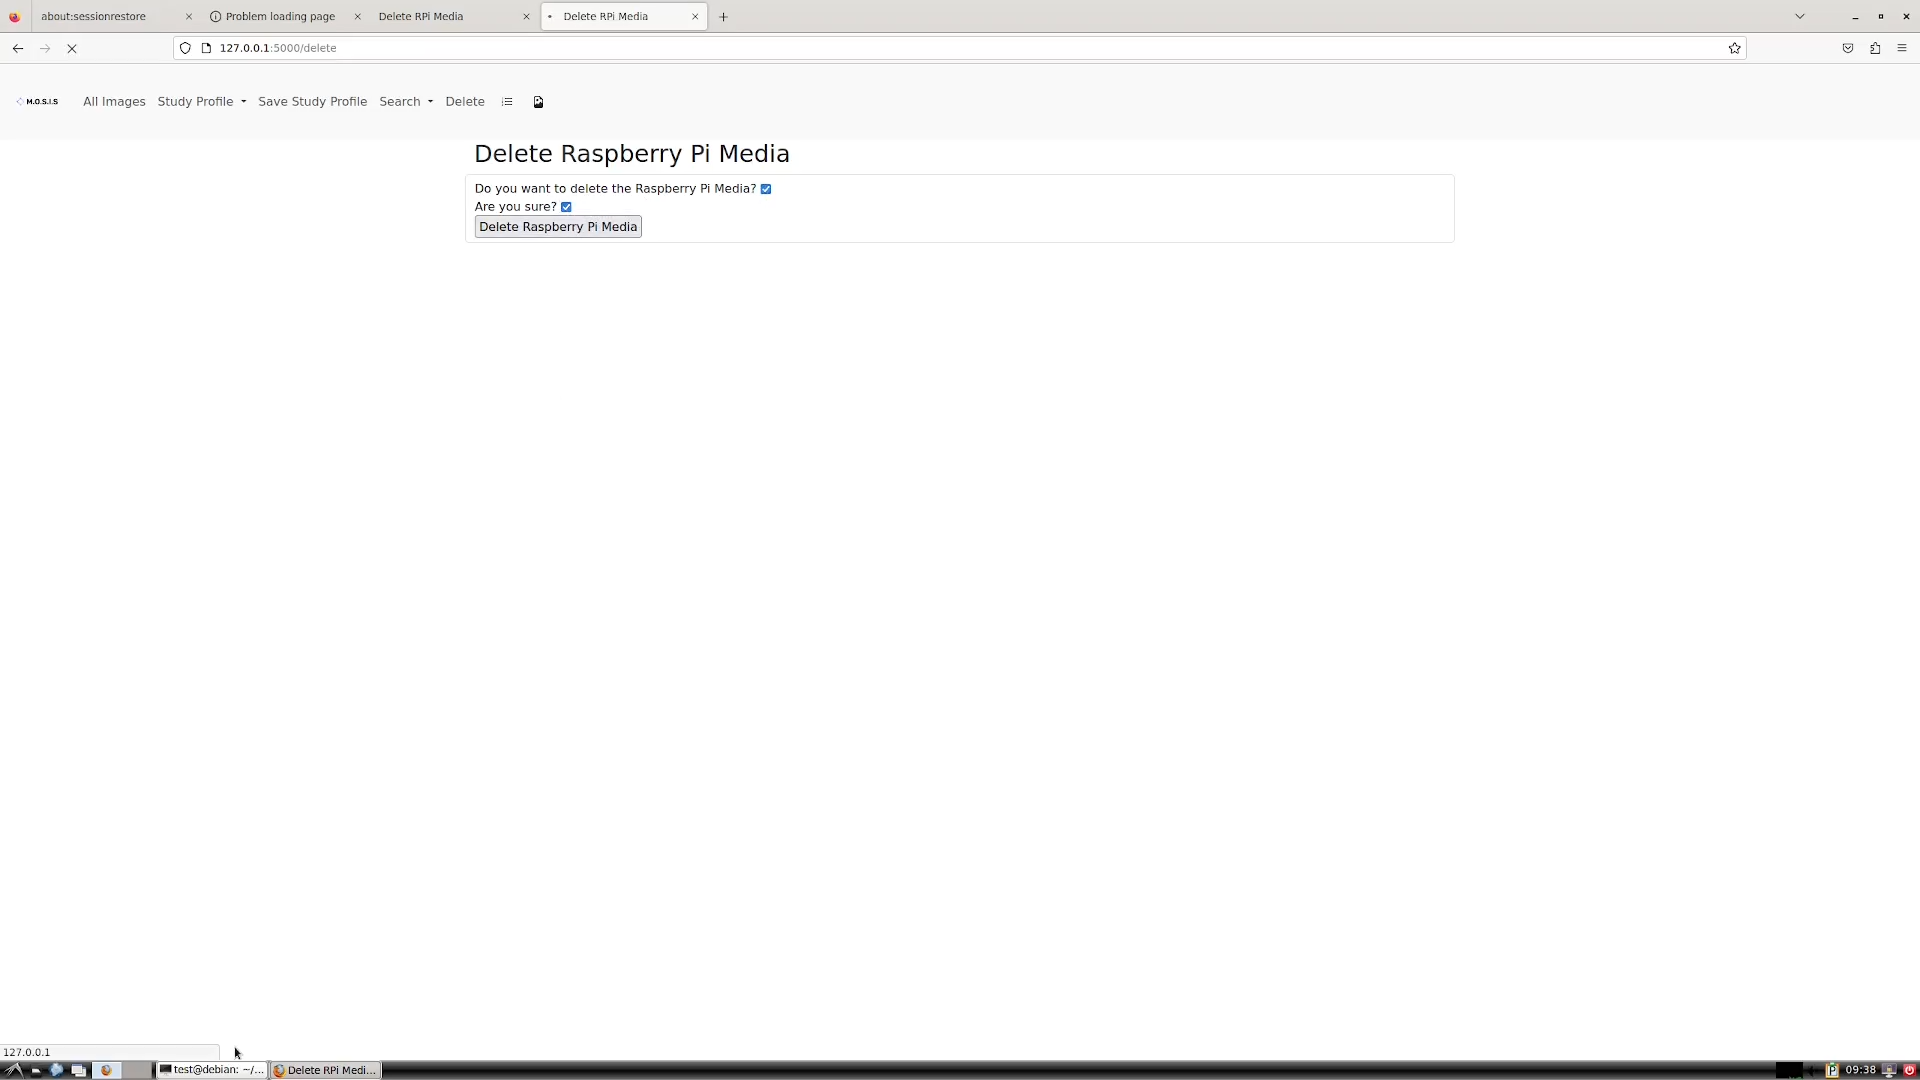 about:sessionrestore
Problem loading page
Delete RPi Media
Delete RPi Media
127.0.0.1:5000/delete
M.O.S.I.S
All Images
Study Profile
Save Study Profile
Search
Delete
Delete Raspberry Pi Media
Do you want to delete the Raspberry Pi Media?
Are you sure?
Delete Raspberry Pi Media
127.0.0.1
test@debian: ~/...
Delete RPi Medi...
09:38